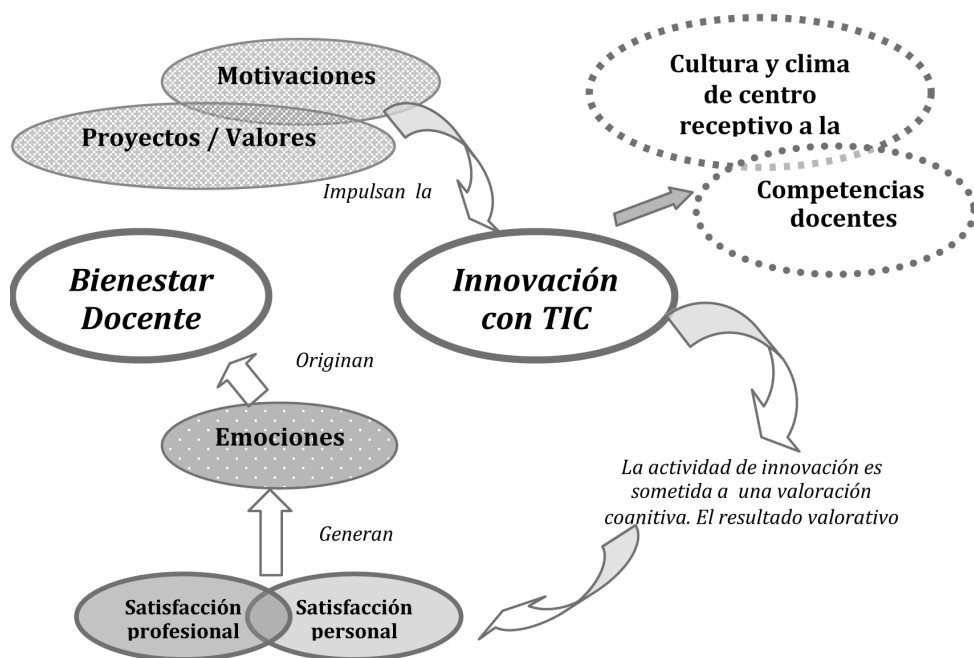 Motivaciones
Proyectos / Valores
Impulsan la
Cultura y clima
de centro
receptivo a la
Competencias
docentes
Bienestar
Docente
Innovación
con TIC
Originan
Emociones
La actividad de innovación es
sometida a una valoración
cognitiva. El resultado valorativo
Generan
Satisfacción
profesional
Satisfacción
personal